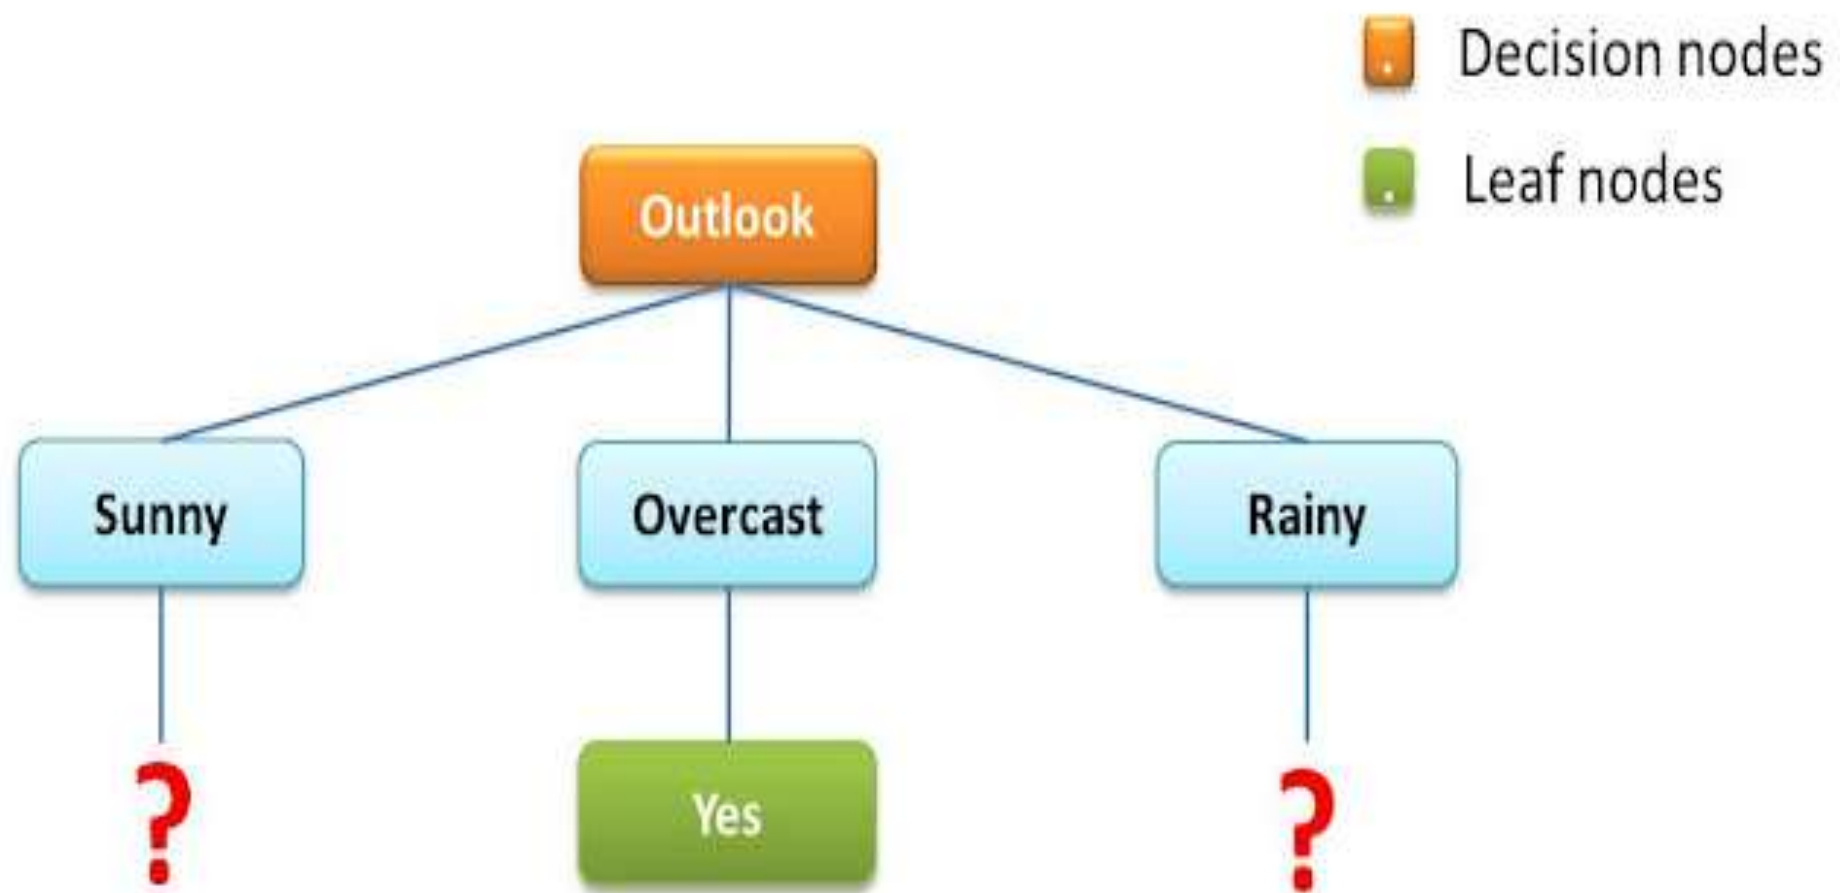 Decision nodes
Leaf nodes
Outlook
Sunny
Overcast
Rainy
?
Yes
?